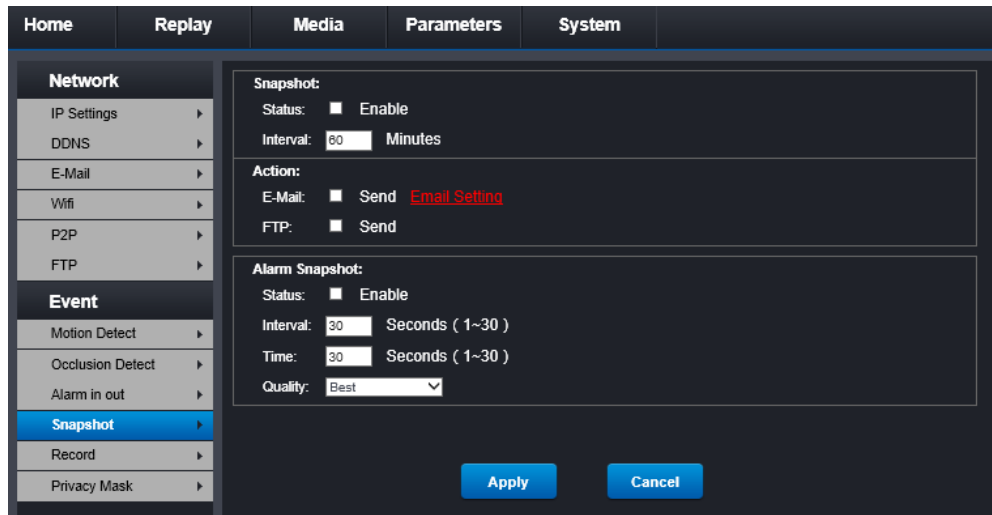 Home Replay Media Parameters System
Network
IP Settings
DDNS
E-Mail
Wifi
P2P
FTP
Event
Motion Detect
Occlusion Detect
Alarm in out
Snapshot
Record
Privacy Mask
Snapshot:
Status: Enable
Interval: 60 Minutes
Action:
E-Mail: Send Email Setting
FTP: Send
Alarm Snapshot:
Status: Enable
Interval: 30 Seconds ( 1~30 )
Time: 30 Seconds ( 1~30 )
Quality: Best
Apply Cancel